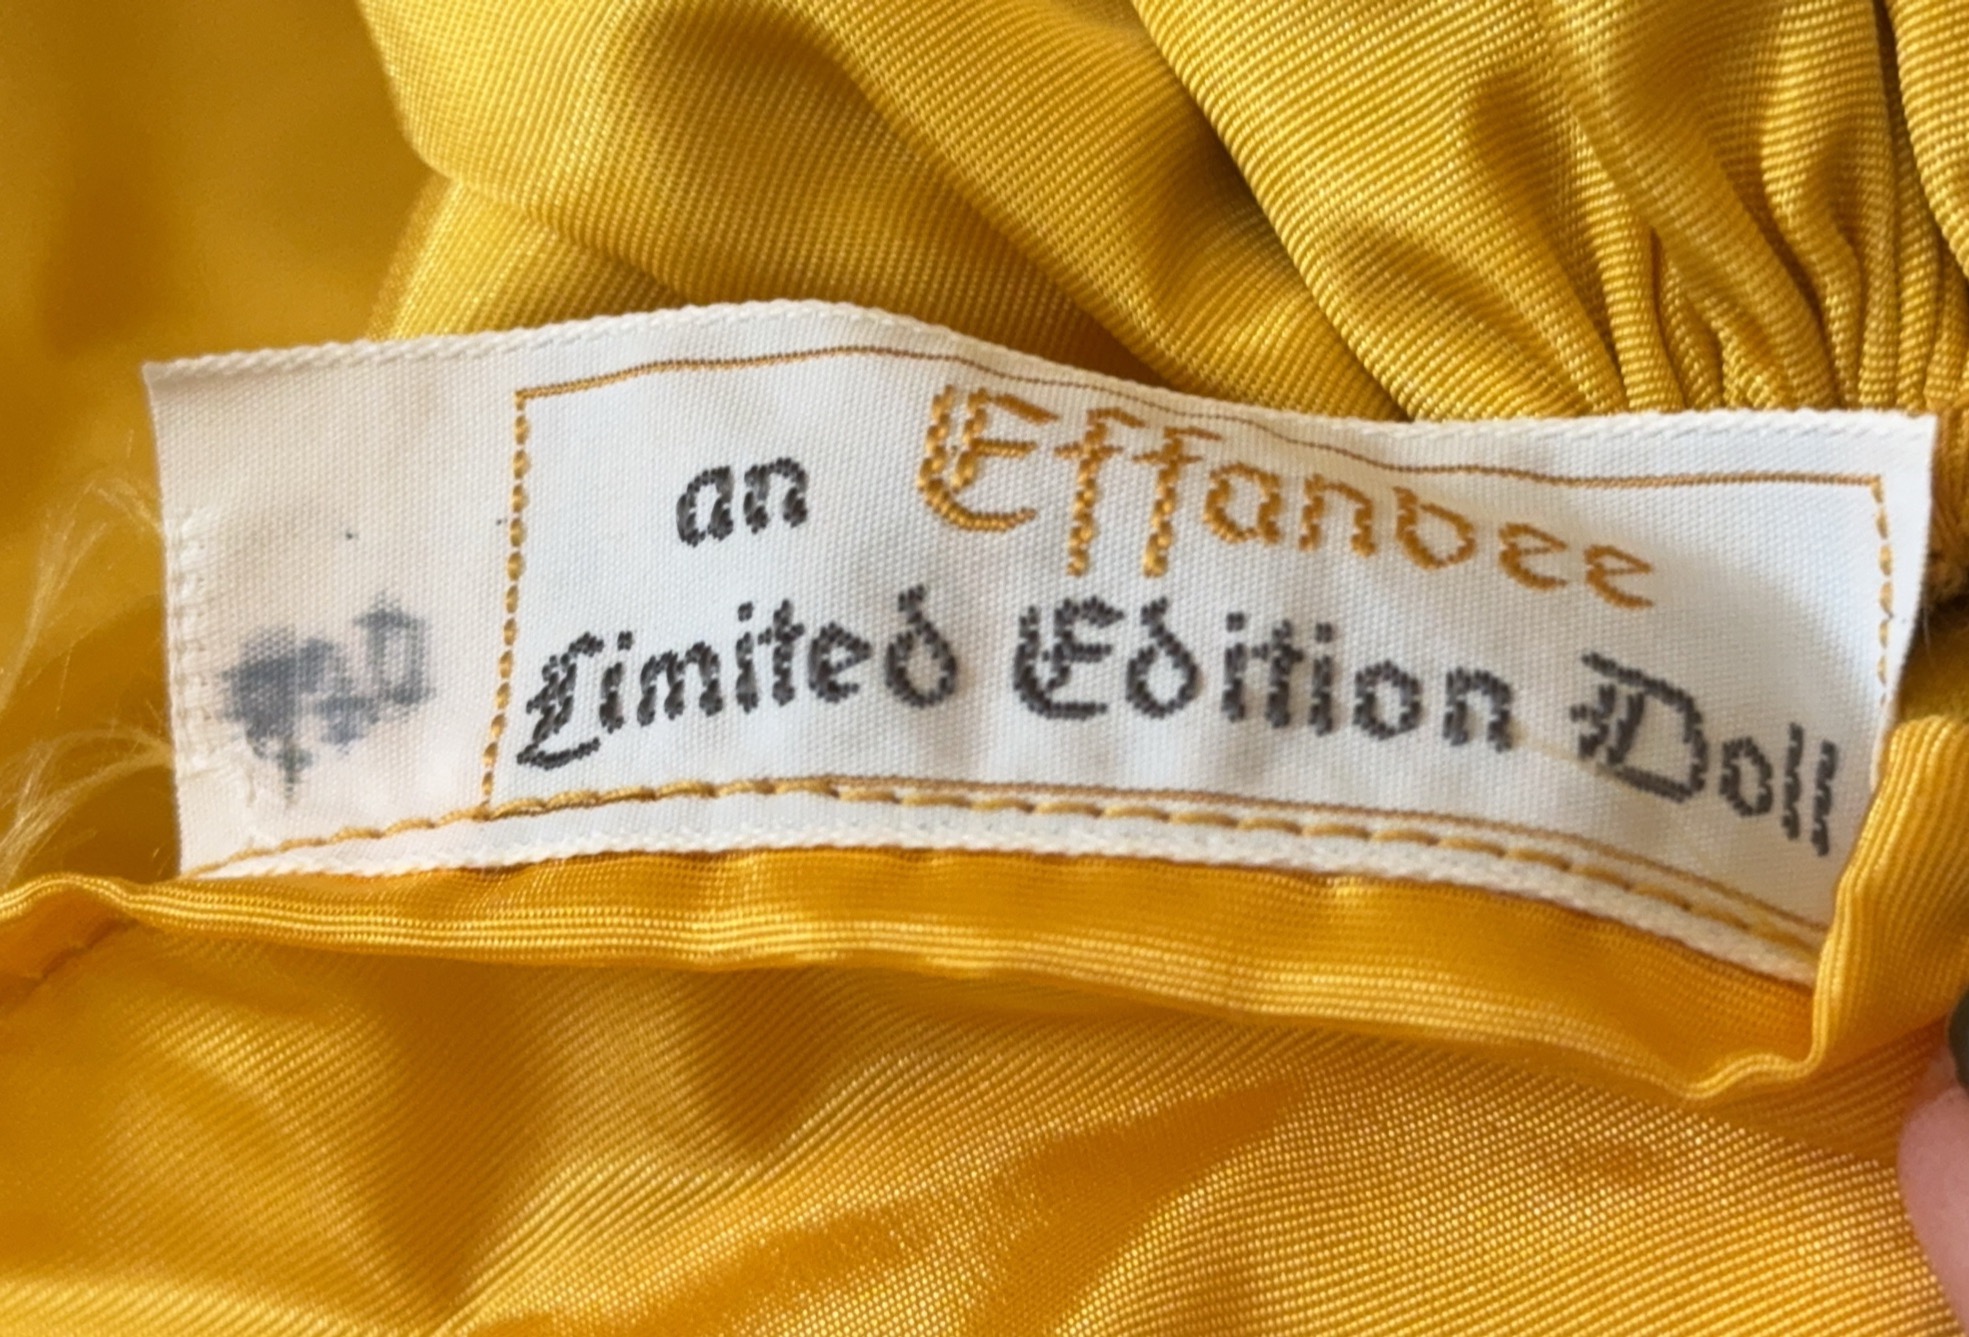 an Effanbee
Limited Edition Doll